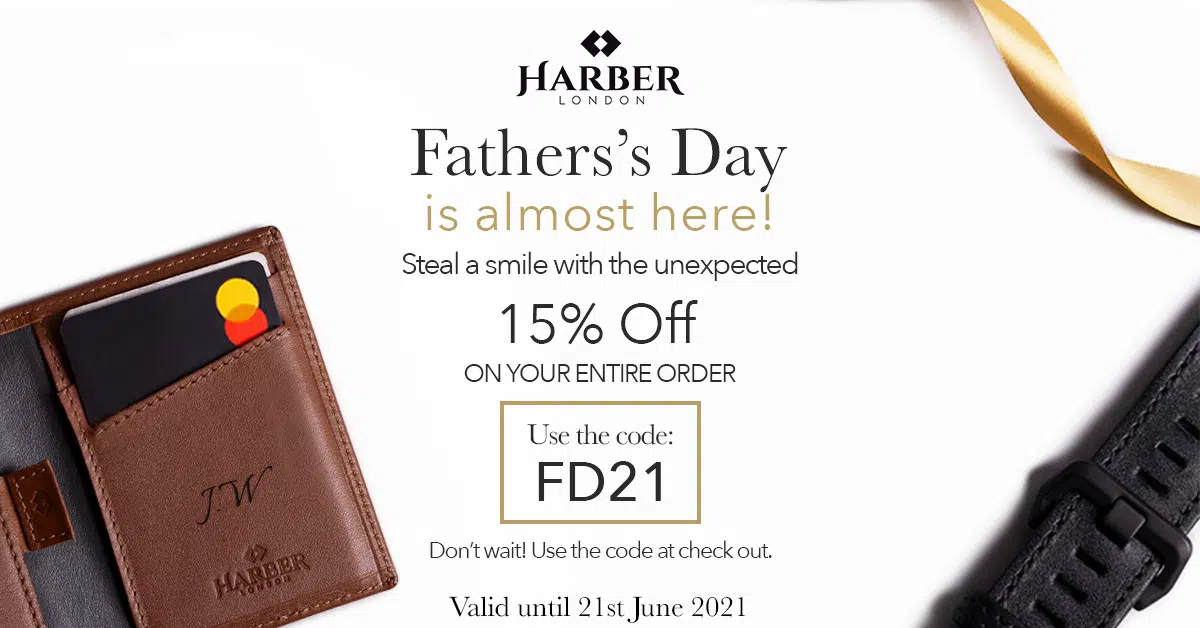 HARBER
LONDON
Fathers's Day
is almost here!
Steal a smile with the unexpected
15% Off
ON YOUR ENTIRE ORDER
Use the code:
FD21
Don't wait! Use the code at check out.
Valid until 21st June 2021
J.W
HARBER
LONDON